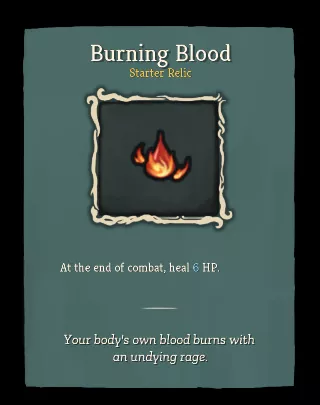 Burning Blood
Starter Relic
At the end of combat, heal 6 HP.
Your body's own blood burns with
an undying rage.